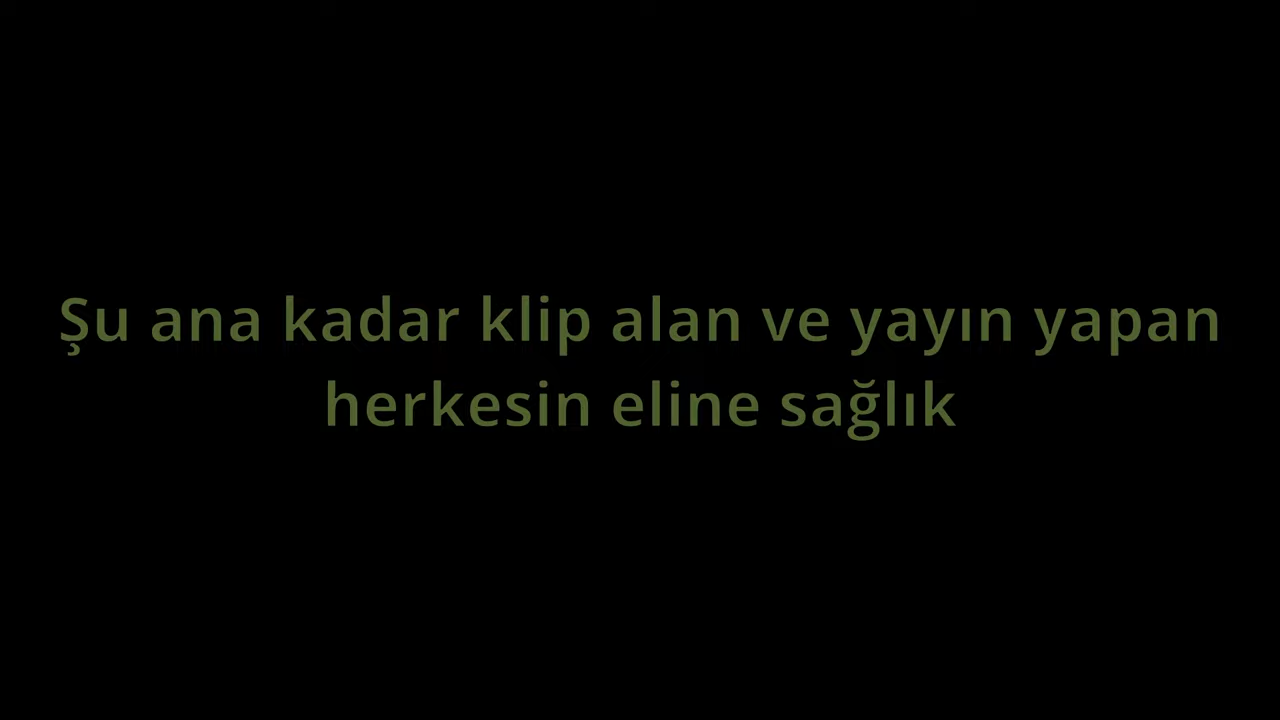 Şu ana kadar klip alan ve yayın yapan
herkesin eline sağlık